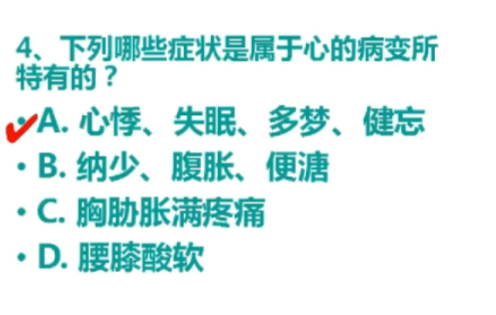 4、下列哪些症状是属于心的病变所
特有的？
• A. 心悸、失眠、多梦、健忘
• B. 纳少、腹胀、便溏
• C. 胸胁胀满疼痛
• D. 腰膝酸软